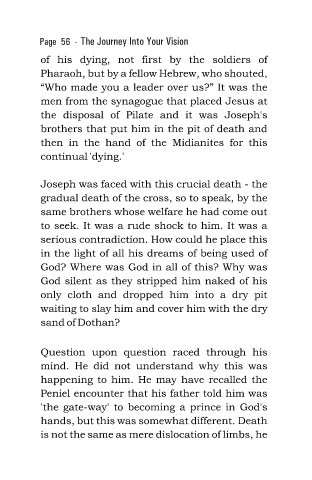 Page 56 - The Journey Into Your Vision
of his dying, not first by the soldiers of
Pharaoh, but by a fellow Hebrew, who shouted,
“Who made you a leader over us?” It was the
men from the synagogue that placed Jesus at
the disposal of Pilate and it was Joseph's
brothers that put him in the pit of death and
then in the hand of the Midianites for this
continual 'dying.'
Joseph was faced with this crucial death - the
gradual death of the cross, so to speak, by the
same brothers whose welfare he had come out
to seek. It was a rude shock to him. It was a
serious contradiction. How could he place this
in the light of all his dreams of being used of
God? Where was God in all of this? Why was
God silent as they stripped him naked of his
only cloth and dropped him into a dry pit
waiting to slay him and cover him with the dry
sand of Dothan?
Question upon question raced through his
mind. He did not understand why this was
happening to him. He may have recalled the
Peniel encounter that his father told him was
'the gate-way' to becoming a prince in God's
hands, but this was somewhat different. Death
is not the same as mere dislocation of limbs, he